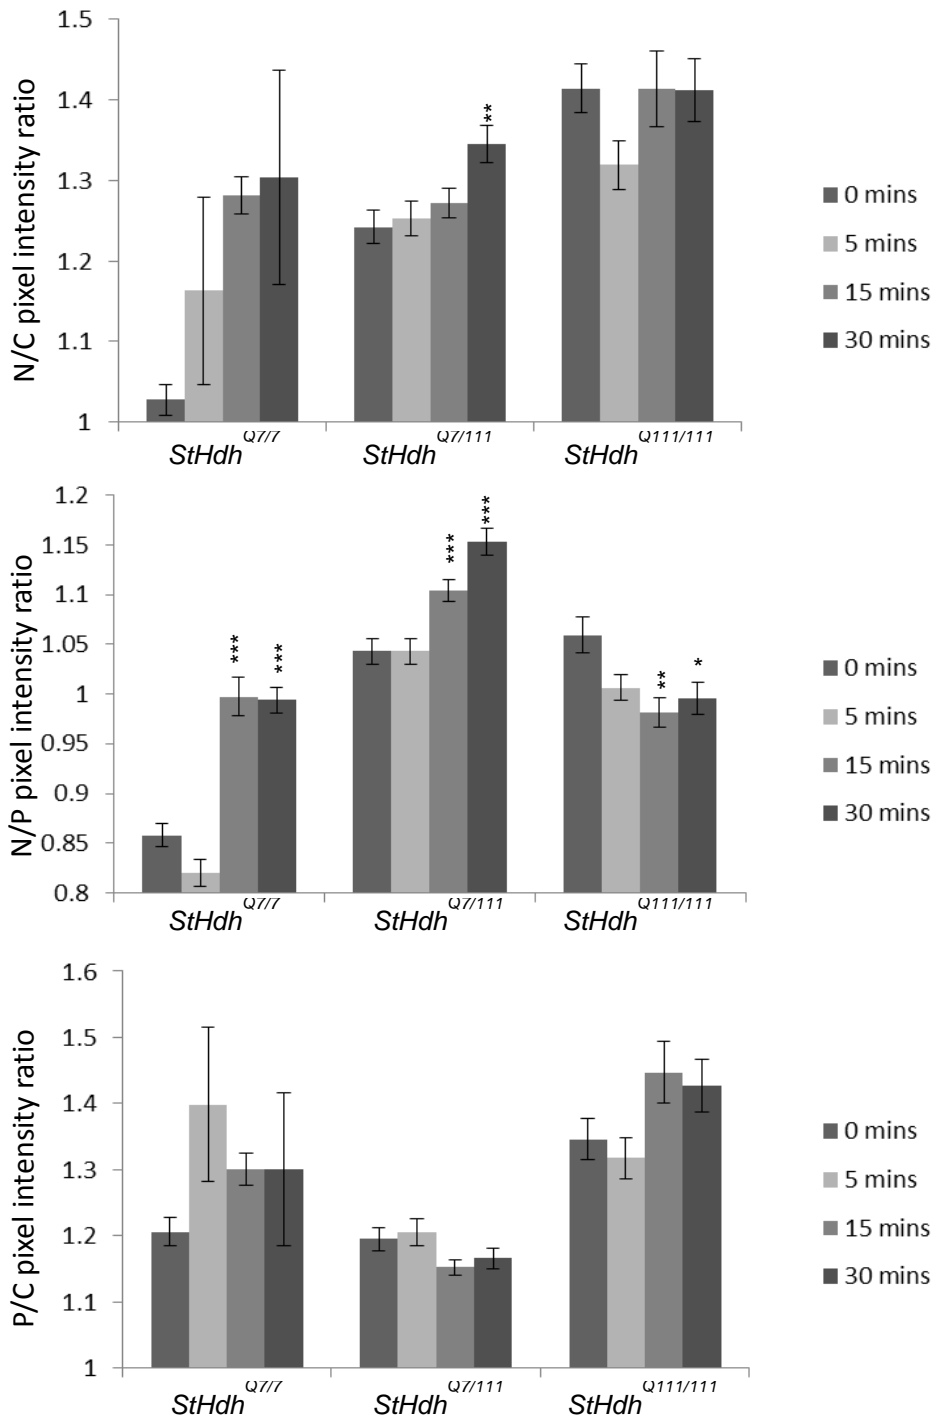 N/C pixel intensity ratio
1.5
1.4
1.3
1.2
1.1
1
**
StHdh Q7/7
StHdh Q7/111
StHdh Q111/111
0 mins
5 mins
15 mins
30 mins
N/P pixel intensity ratio
1.2
1.15
1.1
1.05
1
0.95
0.9
0.85
0.8
***
***
***
***
**
*
StHdh Q7/7
StHdh Q7/111
StHdh Q111/111
0 mins
5 mins
15 mins
30 mins
P/C pixel intensity ratio
1.6
1.5
1.4
1.3
1.2
1.1
1
StHdh Q7/7
StHdh Q7/111
StHdh Q111/111
0 mins
5 mins
15 mins
30 mins